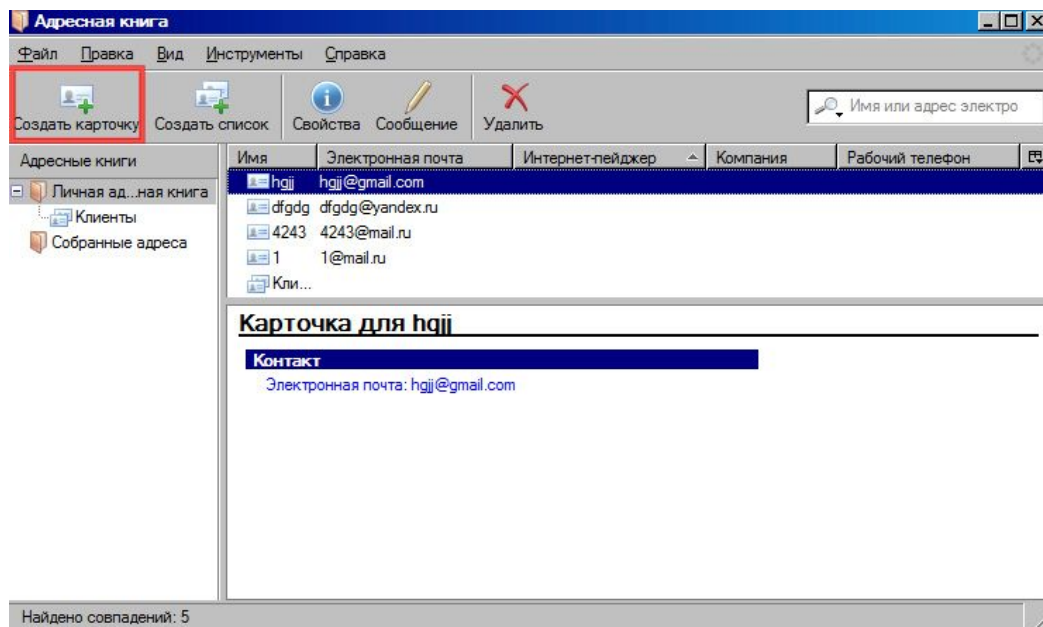 Адресная книга
Файл Правка Вид Инструменты Справка
Создать карточку Создать список Свойства Сообщение Удалить Имя или адрес электро
Адресные книги Имя Электронная почта Интернет-пейджер Компания Рабочий телефон
Личная ад...ная книга hgjj hgjj@gmail.com
Клиенты dfgdg dfgdg@yandex.ru
Собранные адреса 4243 4243@mail.ru
1 1@mail.ru
Кли...
Карточка для hgjj
Контакт
Электронная почта: hgjj@gmail.com
Найдено совпадений: 5